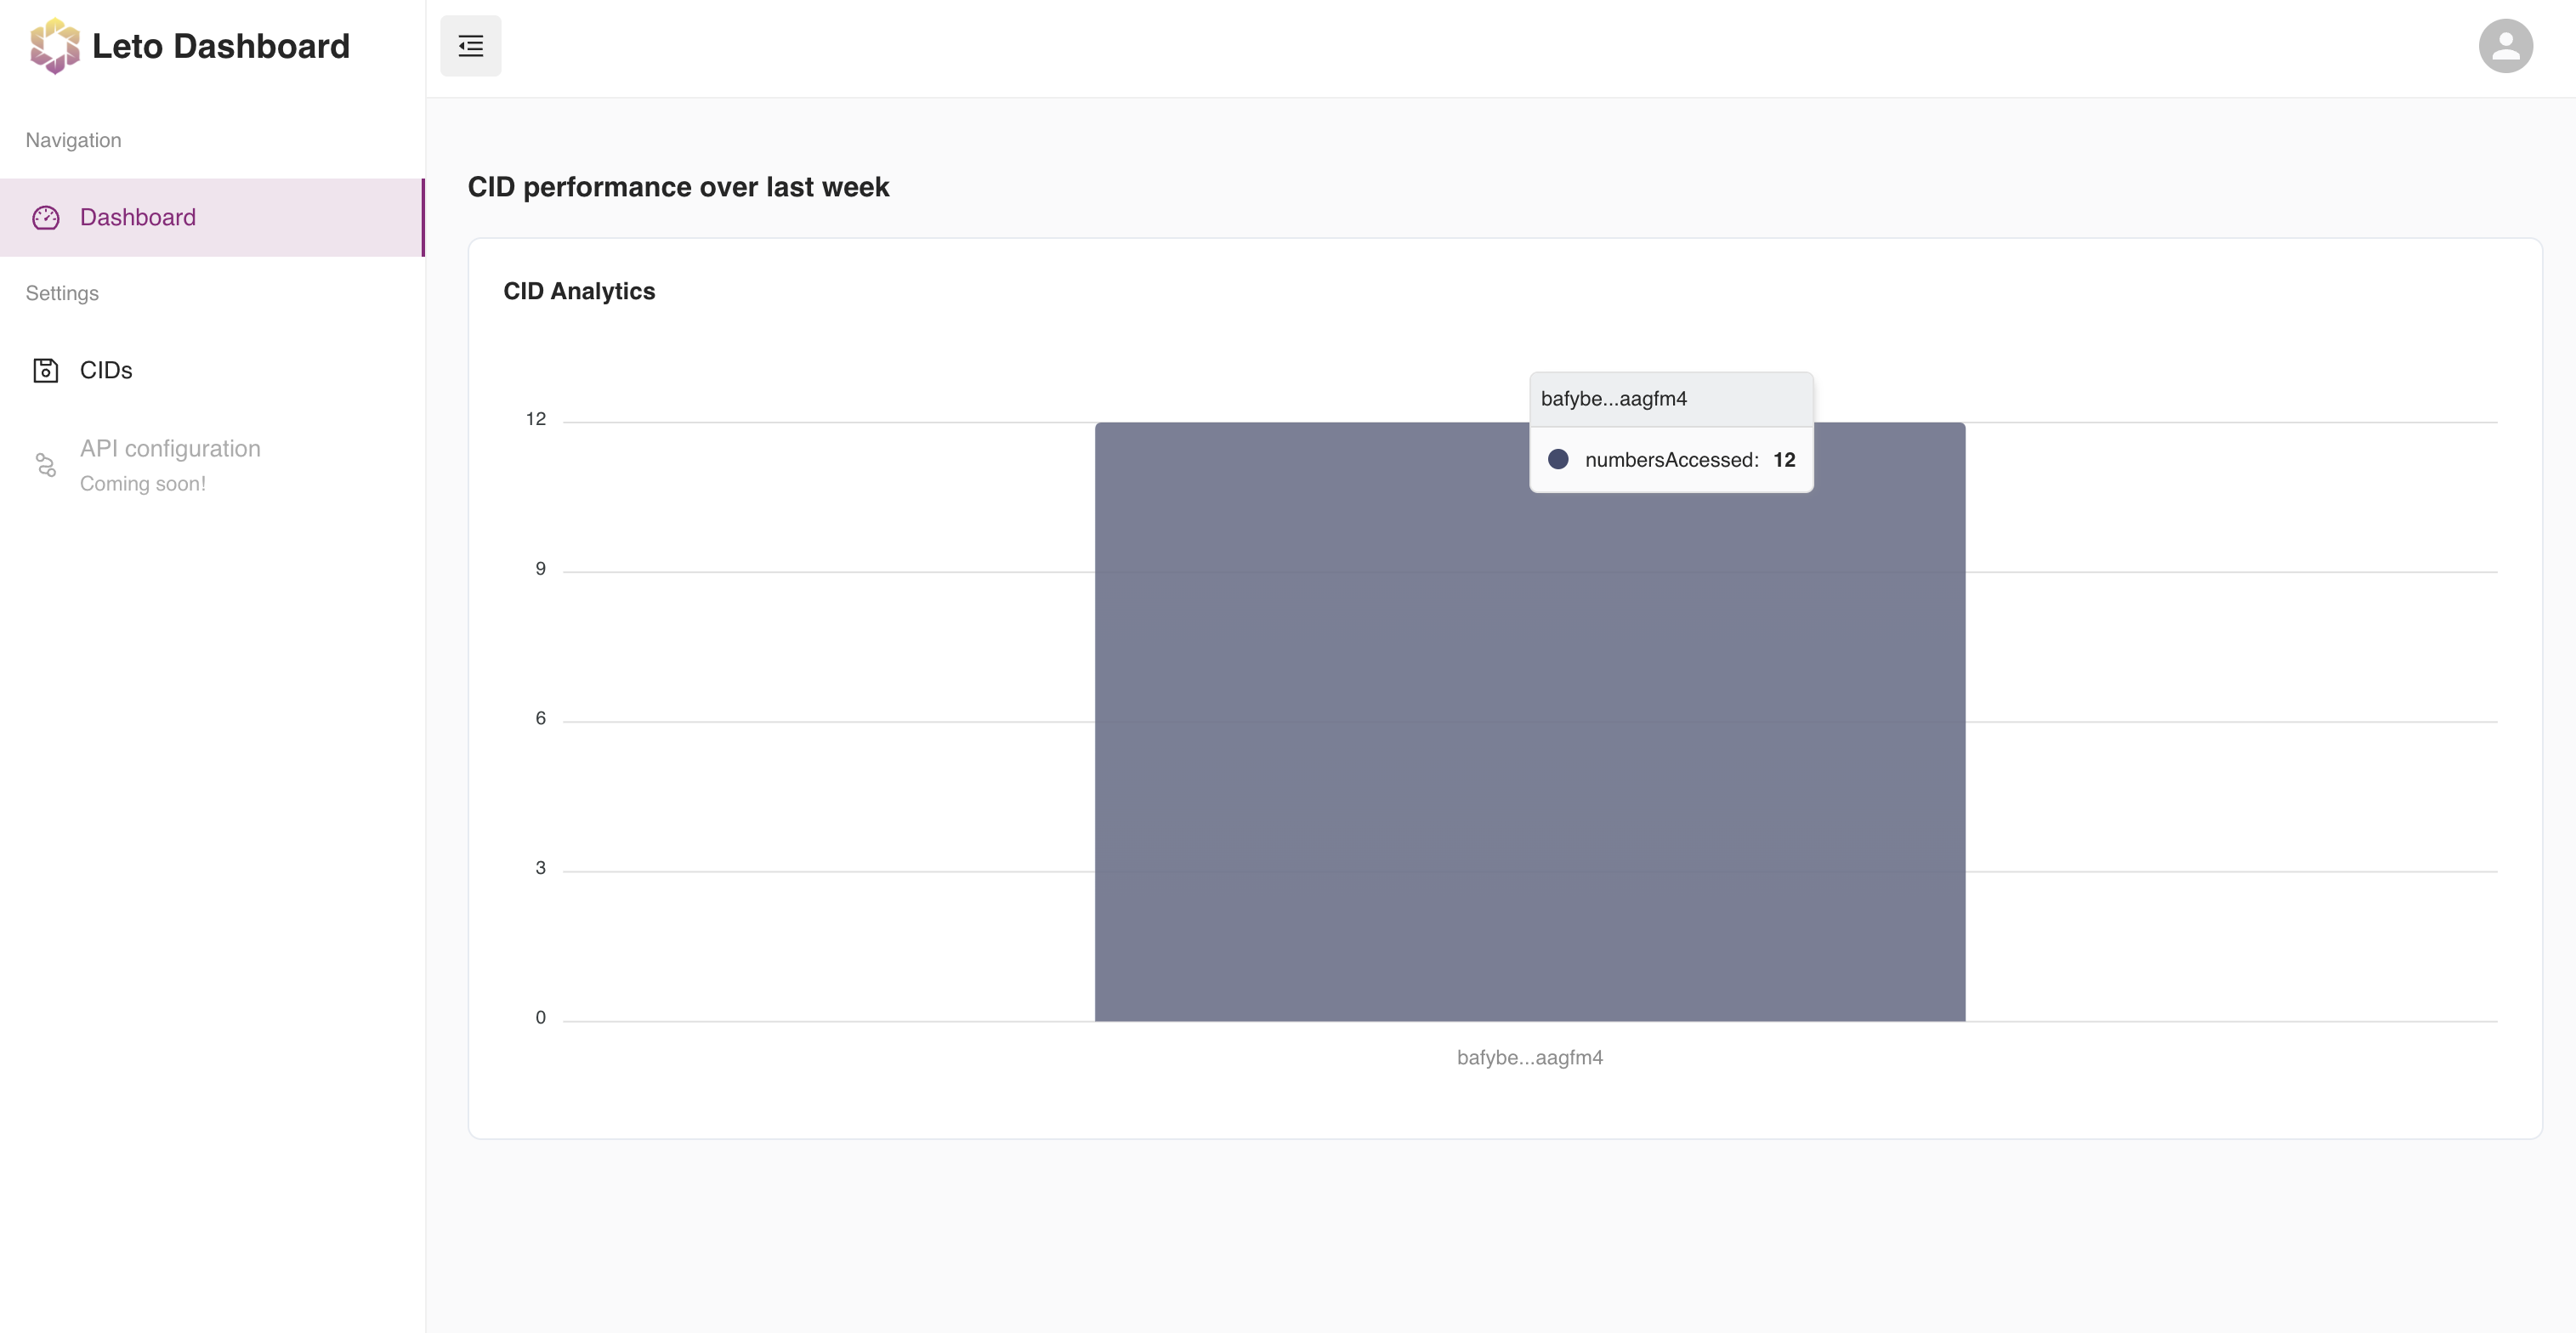 Leto Dashboard
Navigation
Dashboard
Settings
CIDs
API configuration
Coming soon!
CID performance over last week
CID Analytics
bafybe...aagfm4
numbersAccessed: 12
12
9
6
3
0
bafybe...aagfm4